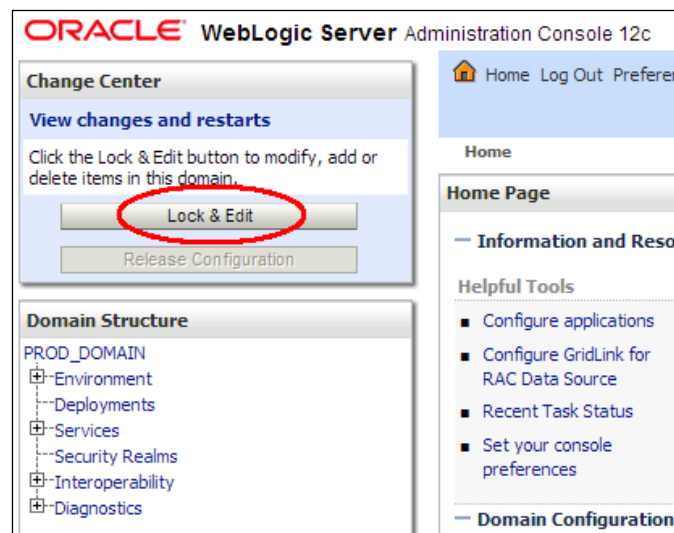 ORACLE WebLogic Server Administration Console 12c
Change Center
View changes and restarts
Click the Lock & Edit button to modify, add or
delete items in this domain.
Lock & Edit
Release Configuration
Domain Structure
PROD_DOMAIN
Environment
Deployments
Services
Security Realms
Interoperability
Diagnostics
Home Log Out
Home
Home Page
Information and
Helpful Tools
Configure applications
Configure GridLink for
RAC Data Source
Recent Task Status
Set your console
preferences
Domain Configuration